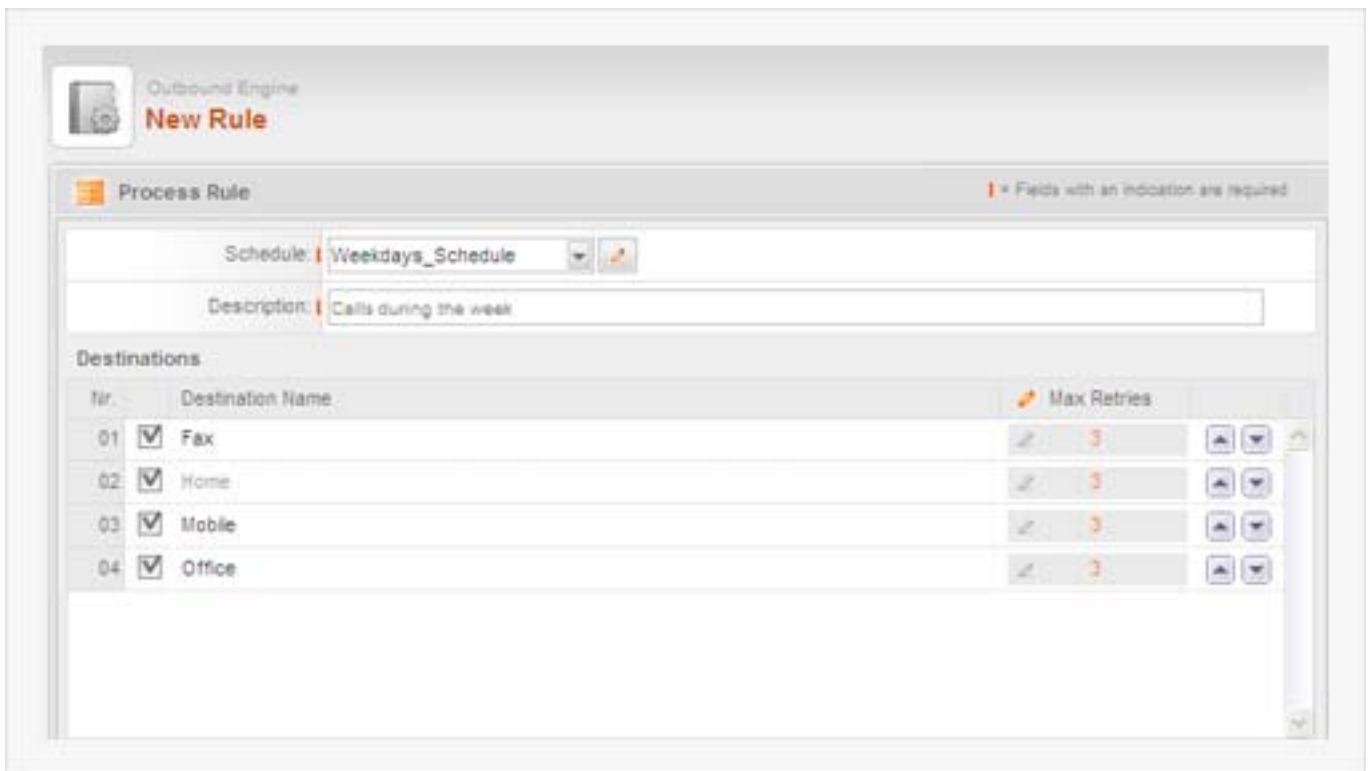 Outbound Engine
New Rule
Process Rule
= Fields with an indication are required
Schedule: Weekdays_Schedule
Description: Calls during the week
Destinations
Nr. Destination Name Max Retries
01 Fax 3
02 Home 3
03 Mobile 3
04 Office 3